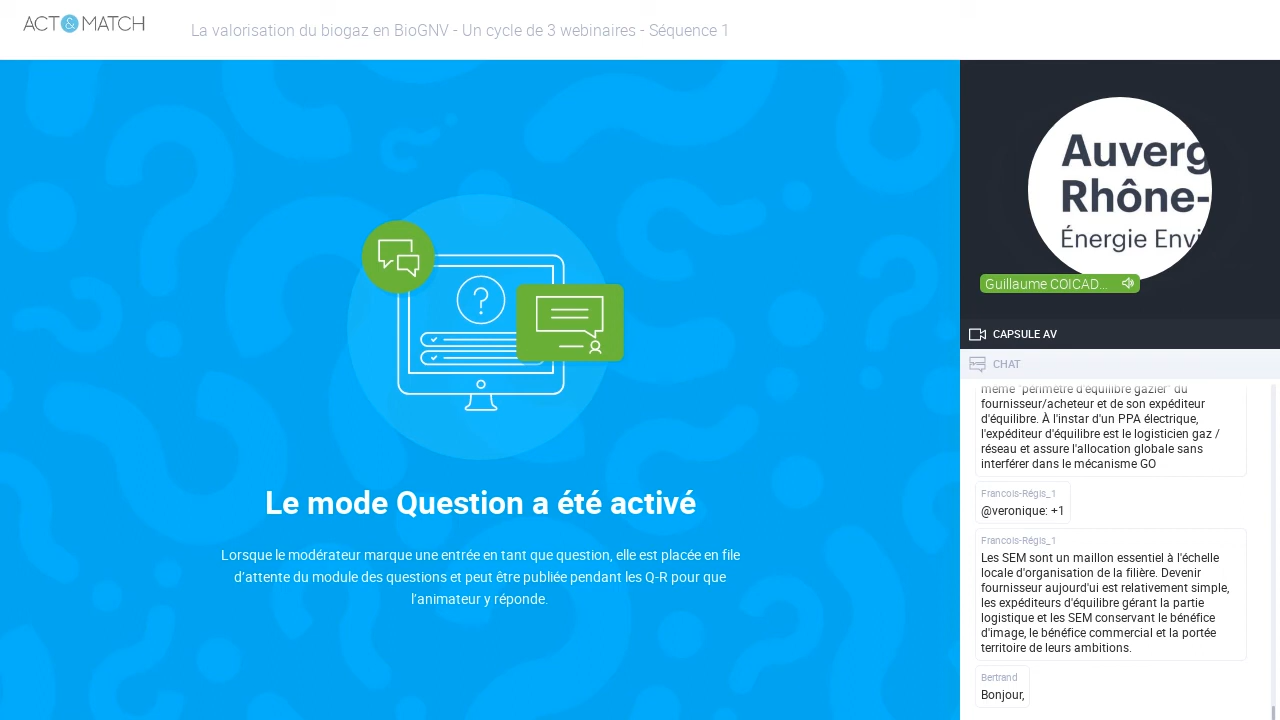 ACT & MATCH
La valorisation du biogaz en BioGNV - Un cycle de 3 webinaires - Séquence 1
Le mode Question a été activé
Lorsque le modérateur marque une entrée en tant que question, elle est placée en file
d'attente du module des questions et peut être publiée pendant les Q-R pour que
l'animateur y réponde.
Auverg
Rhône-
Énergie Envi
Guillaume COICAD...
CAPSULE AV
CHAT
même "périmètre d'équilibre gazier" du
fournisseur/acheteur et de son expéditeur
d'équilibre. À l'instar d'un PPA électrique,
l'expéditeur d'équilibre est le logisticien gaz /
réseau et assure l'allocation globale sans
interférer dans le mécanisme GO
Francois-Régis_1
@veronique: +1
Francois-Régis_1
Les SEM sont un maillon essentiel à l'échelle
locale d'organisation de la filière. Devenir
fournisseur aujourd'hui est relativement simple,
les expéditeurs d'équilibre gérant la partie
logistique et les SEM conservant le bénéfice
d'image, le bénéfice commercial et la portée
territoire de leurs ambitions.
Bertrand
Bonjour,